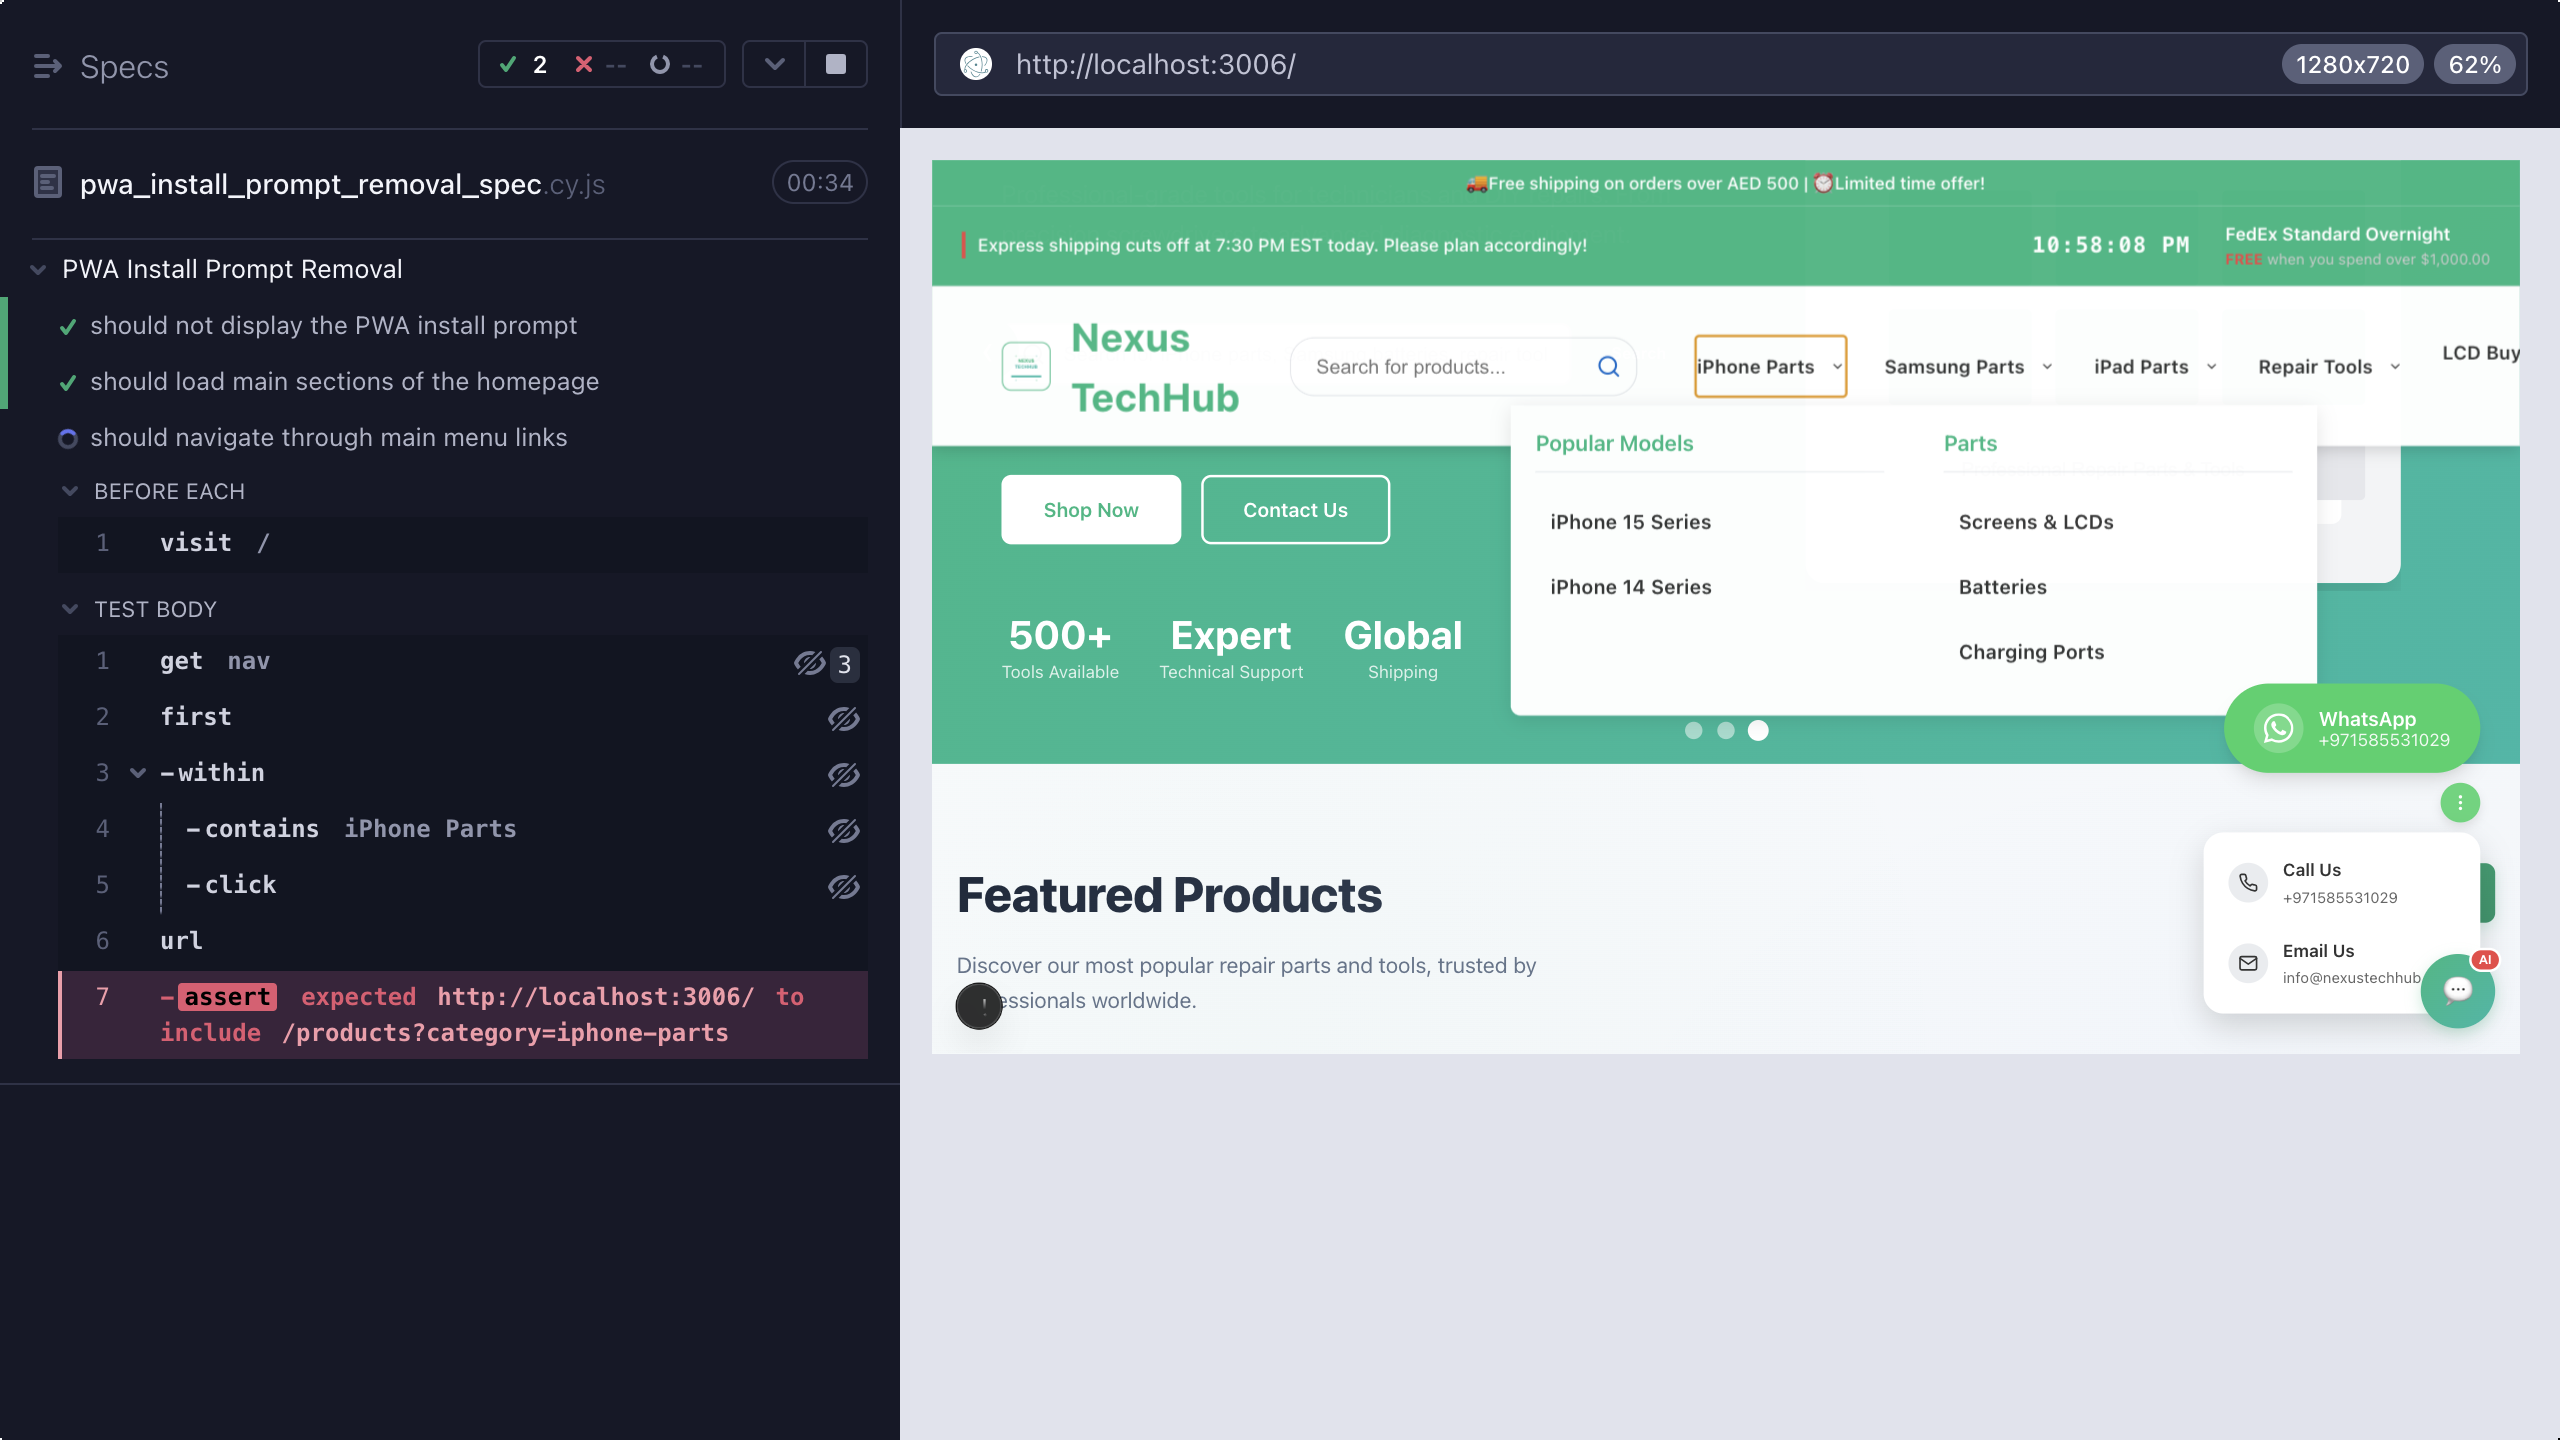 Specs
2
--
--
pwa_install_prompt_removal_spec.cy.js
00:34
PWA Install Prompt Removal
should not display the PWA install prompt
should load main sections of the homepage
should navigate through main menu links
BEFORE EACH
1 visit /
TEST BODY
1 get nav 3
2 first
3 -within
4 -contains iPhone Parts
5 -click
6 url
7 -assert expected http://localhost:3006/ to
include /products?category=iphone-parts
http://localhost:3006/
1280x720
62%
🚚Free shipping on orders over AED 500 | ⏰Limited time offer!
Express shipping cuts off at 7:30 PM EST today. Please plan accordingly!
10:58:08 PM
FedEx Standard Overnight
FREE when you spend over $1,000.00
NEXUS
TECHHUB
Nexus
TechHub
Search for products...
iPhone Parts
Samsung Parts
iPad Parts
Repair Tools
LCD Buy
Popular Models
Parts
iPhone 15 Series
Screens & LCDs
iPhone 14 Series
Batteries
Charging Ports
Shop Now
Contact Us
500+
Tools Available
Expert
Technical Support
Global
Shipping
WhatsApp
+971585531029
Featured Products
Discover our most popular repair parts and tools, trusted by
essionals worldwide.
!
Call Us
+971585531029
Email Us
info@nexustechhub
AI